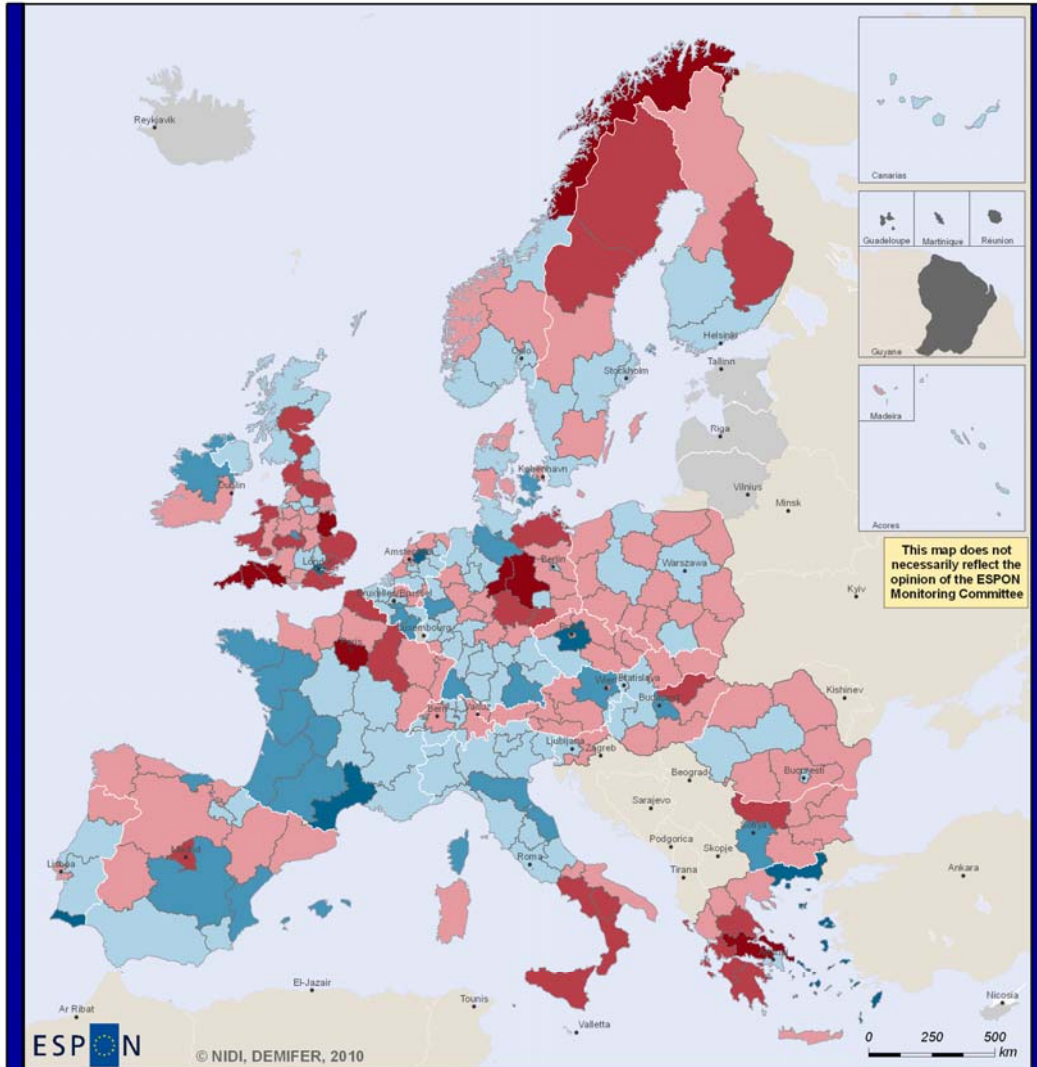 Canarias
Reykjavik
Guadeloupe
Martinique
Réunion
Guyane
Helsinki
Oslo
Tallinn
Stockholm
Madeira
Riga
Acores
København
Dublin
Vilnius
Minsk
This map does not
necessarily reflect the
opinion of the ESPON
Monitoring Committee
Amsterdam
Berlin
Warszawa
Kyiv
Bruxelles/Brussel
Luxembourg
Paris
Wien
Bratislava
Budapest
Kishinev
Bern
Vaduz
Ljubljana
Zagreb
Beograd
Bucuresti
Sarajevo
Podgorica
Skopje
Roma
Tirana
Madrid
Lisboa
Ankara
El-Jazair
Tounis
Ar Ribat
Valletta
Nicosia
ESPON
© NIDI, DEMIFER, 2010
0 250 500
km